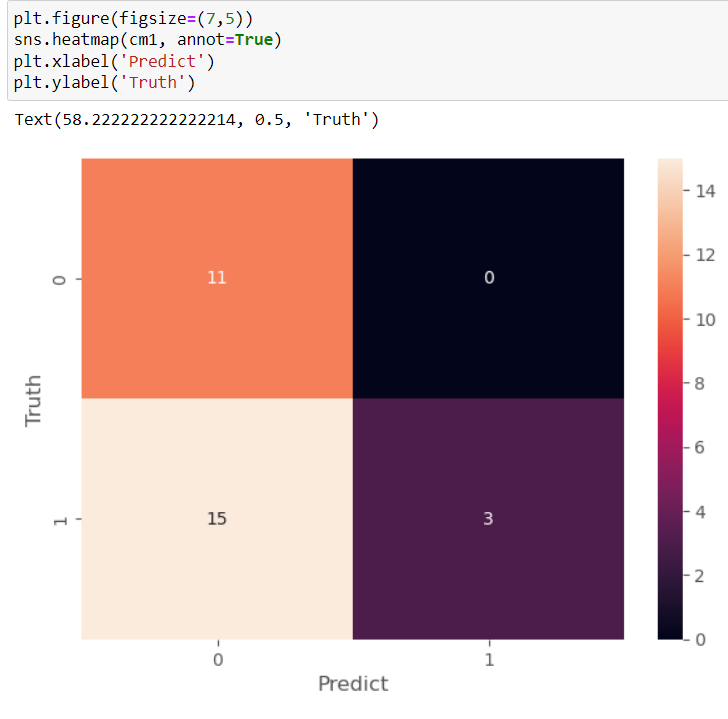 plt.figure(figsize=(7,5))
sns.heatmap(cm1, annot=True)
plt.xlabel('Predict')
plt.ylabel('Truth')
Text(58.222222222222214, 0.5, 'Truth')
14
12
10
8
6
4
2
0
11
0
15
3
0
1
Truth
0
1
Predict